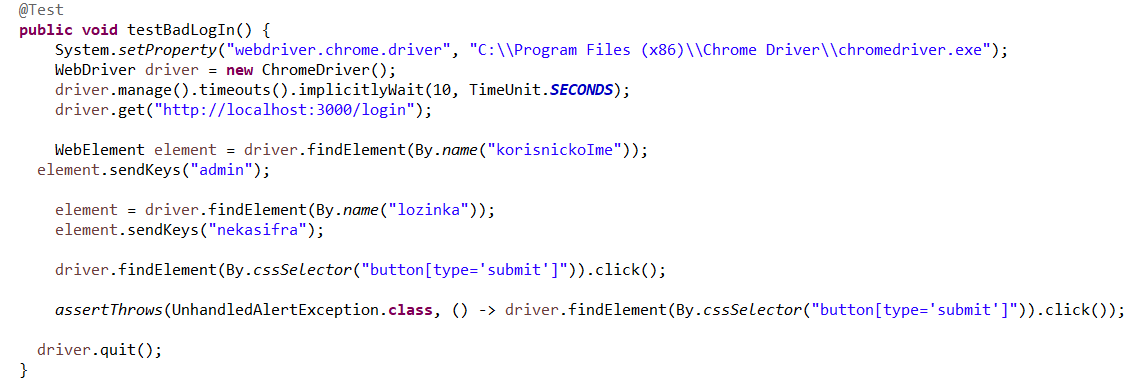 @Test
public void testBadLogIn() {
    System.setProperty("webdriver.chrome.driver", "C:\\Program Files (x86)\\Chrome Driver\\chromedriver.exe");
    WebDriver driver = new ChromeDriver();
    driver.manage().timeouts().implicitlyWait(10, TimeUnit.SECONDS);
    driver.get("http://localhost:3000/login");

    WebElement element = driver.findElement(By.name("korisnickoIme"));
  element.sendKeys("admin");

    element = driver.findElement(By.name("lozinka"));
    element.sendKeys("nekasifra");

    driver.findElement(By.cssSelector("button[type='submit']")).click();

    assertThrows(UnhandledAlertException.class, () -> driver.findElement(By.cssSelector("button[type='submit']")).click());

  driver.quit();
}